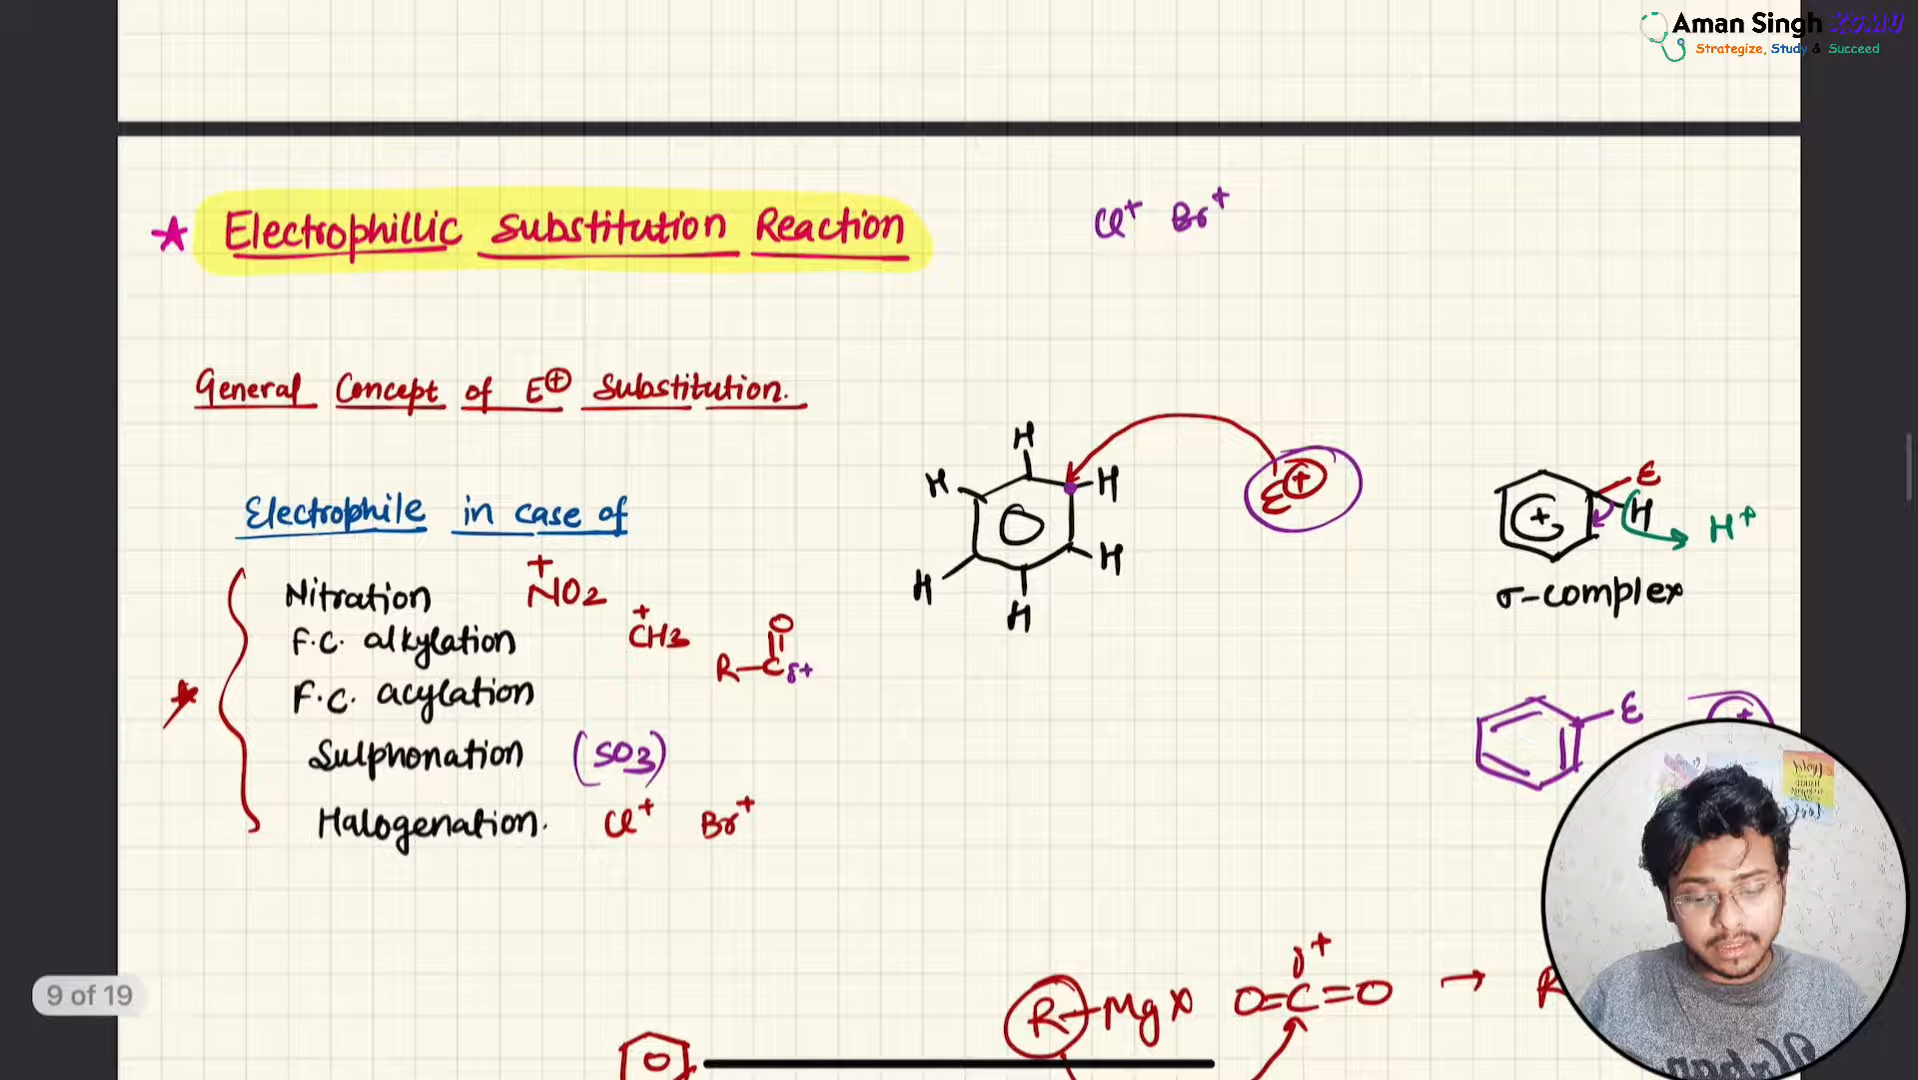 Aman Singh
Strategize, Study & Succeed
Electrophillic Substitution Reaction
Cl+ Br+
General Concept of E⊕ Substitution.
Electrophile in case of
Nitration +NO2
F.C. alkylation +CH3
F.C. acylation R-C=O δ+
Sulphonation (SO3)
Halogenation. Cl+ Br+
H
H
H
H
H
H
E⊕
E
H
H+
+
σ-complex
E
+
R-MgX O=C=O → R
δ+
9 of 19